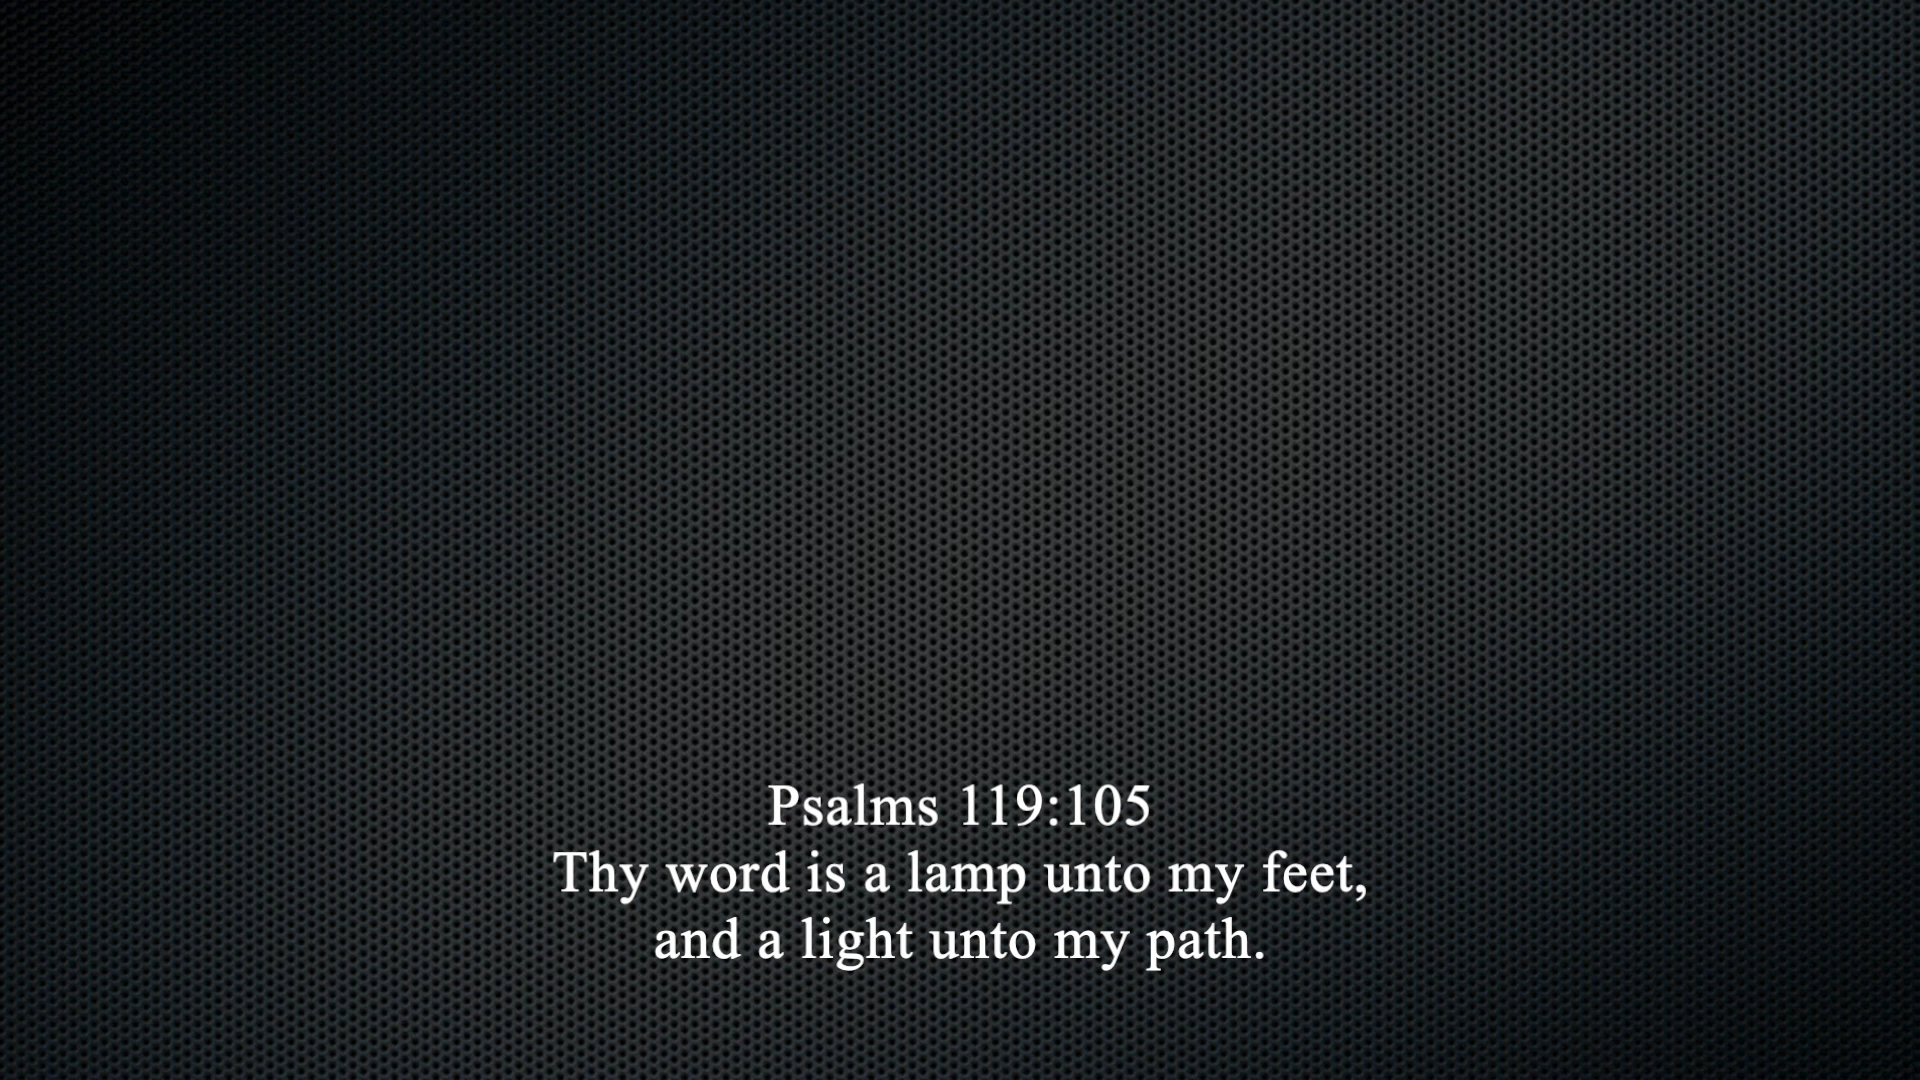 Psalms 119:105
Thy word is a lamp unto my feet,
and a light unto my path.